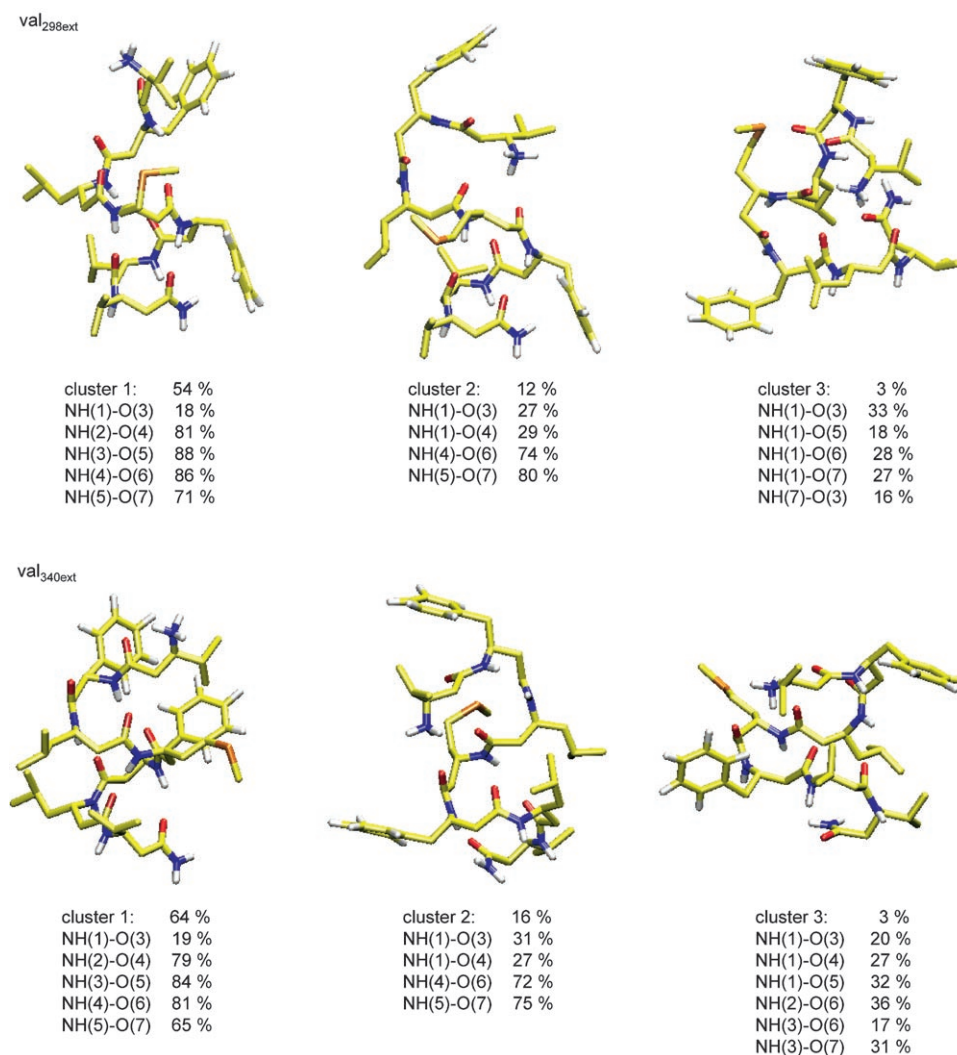 val298ext
cluster 1: 54 %
NH(1)-O(3) 18 %
NH(2)-O(4) 81 %
NH(3)-O(5) 88 %
NH(4)-O(6) 86 %
NH(5)-O(7) 71 %
cluster 2: 12 %
NH(1)-O(3) 27 %
NH(1)-O(4) 29 %
NH(4)-O(6) 74 %
NH(5)-O(7) 80 %
cluster 3: 3 %
NH(1)-O(3) 33 %
NH(1)-O(5) 18 %
NH(1)-O(6) 28 %
NH(1)-O(7) 27 %
NH(7)-O(3) 16 %
val340ext
cluster 1: 64 %
NH(1)-O(3) 19 %
NH(2)-O(4) 79 %
NH(3)-O(5) 84 %
NH(4)-O(6) 81 %
NH(5)-O(7) 65 %
cluster 2: 16 %
NH(1)-O(3) 31 %
NH(1)-O(4) 27 %
NH(4)-O(6) 72 %
NH(5)-O(7) 75 %
cluster 3: 3 %
NH(1)-O(3) 20 %
NH(1)-O(4) 27 %
NH(1)-O(5) 32 %
NH(2)-O(6) 36 %
NH(3)-O(6) 17 %
NH(3)-O(7) 31 %